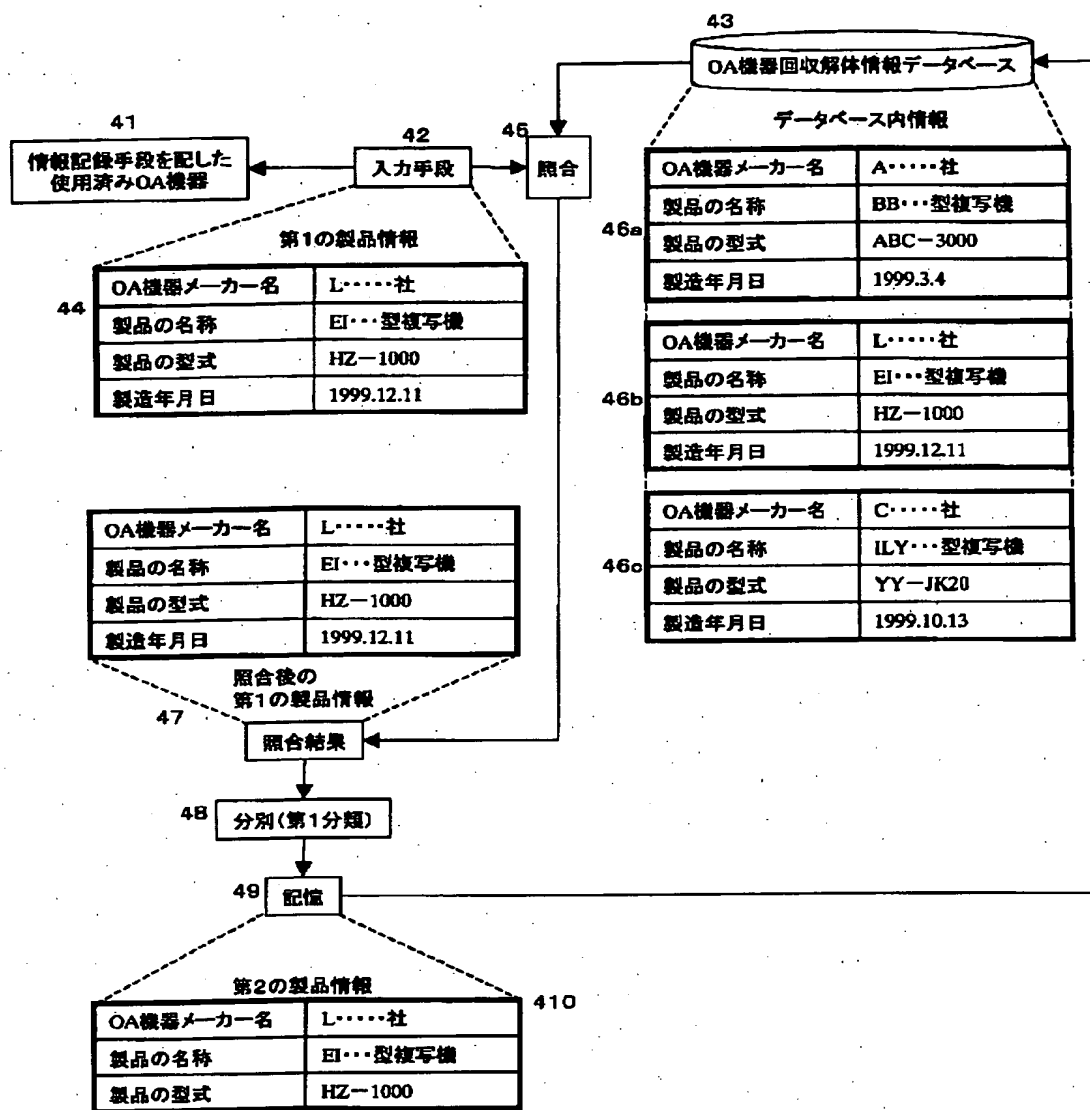 43
OA機器回収解体情報データベース
データベース内情報
41
42
45
情報記録手段を配した
使用済みOA機器
入力手段
照合
第1の製品情報
44
OA機器メーカー名 L・・・・・社
製品の名称 EI・・・型複写機
製品の型式 HZ-1000
製造年月日 1999.12.11
46a
OA機器メーカー名 A・・・・・社
製品の名称 BB・・・型複写機
製品の型式 ABC-3000
製造年月日 1999.3.4
46b
OA機器メーカー名 L・・・・・社
製品の名称 EI・・・型複写機
製品の型式 HZ-1000
製造年月日 1999.12.11
46c
OA機器メーカー名 C・・・・・社
製品の名称 ILY・・・型複写機
製品の型式 YY-JK20
製造年月日 1999.10.13
OA機器メーカー名 L・・・・・社
製品の名称 EI・・・型複写機
製品の型式 HZ-1000
製造年月日 1999.12.11
照合後の
第1の製品情報
47
照合結果
48
分別(第1分類)
49
記憶
第2の製品情報
410
OA機器メーカー名 L・・・・・社
製品の名称 EI・・・型複写機
製品の型式 HZ-1000